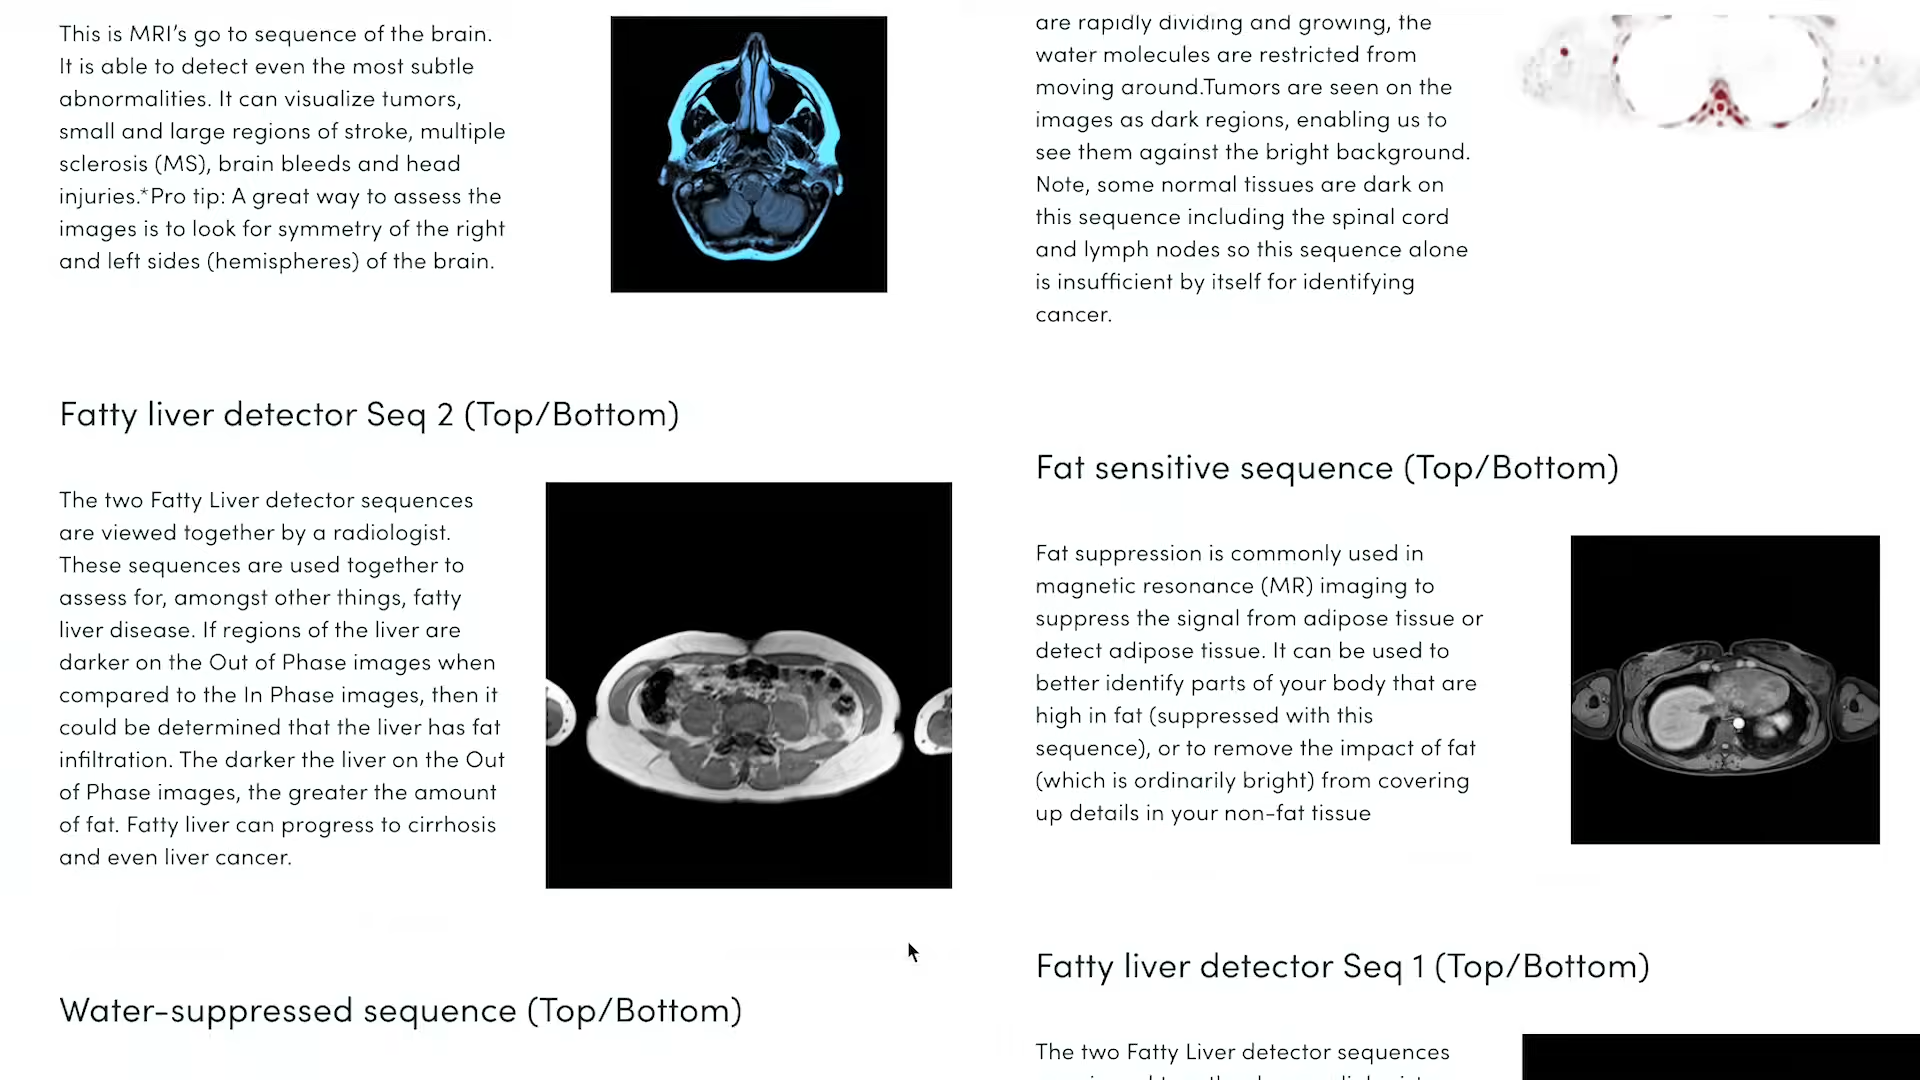 This is MRI’s go to sequence of the brain.
It is able to detect even the most subtle
abnormalities. It can visualize tumors,
small and large regions of stroke, multiple
sclerosis (MS), brain bleeds and head
injuries.*Pro tip: A great way to assess the
images is to look for symmetry of the right
and left sides (hemispheres) of the brain.
Fatty liver detector Seq 2 (Top/Bottom)
The two Fatty Liver detector sequences
are viewed together by a radiologist.
These sequences are used together to
assess for, amongst other things, fatty
liver disease. If regions of the liver are
darker on the Out of Phase images when
compared to the In Phase images, then it
could be determined that the liver has fat
infiltration. The darker the liver on the Out
of Phase images, the greater the amount
of fat. Fatty liver can progress to cirrhosis
and even liver cancer.
Water-suppressed sequence (Top/Bottom)
are rapidly dividing and growing, the
water molecules are restricted from
moving around.Tumors are seen on the
images as dark regions, enabling us to
see them against the bright background.
Note, some normal tissues are dark on
this sequence including the spinal cord
and lymph nodes so this sequence alone
is insufficient by itself for identifying
cancer.
Fat sensitive sequence (Top/Bottom)
Fat suppression is commonly used in
magnetic resonance (MR) imaging to
suppress the signal from adipose tissue or
detect adipose tissue. It can be used to
better identify parts of your body that are
high in fat (suppressed with this
sequence), or to remove the impact of fat
(which is ordinarily bright) from covering
up details in your non-fat tissue
Fatty liver detector Seq 1 (Top/Bottom)
The two Fatty Liver detector sequences